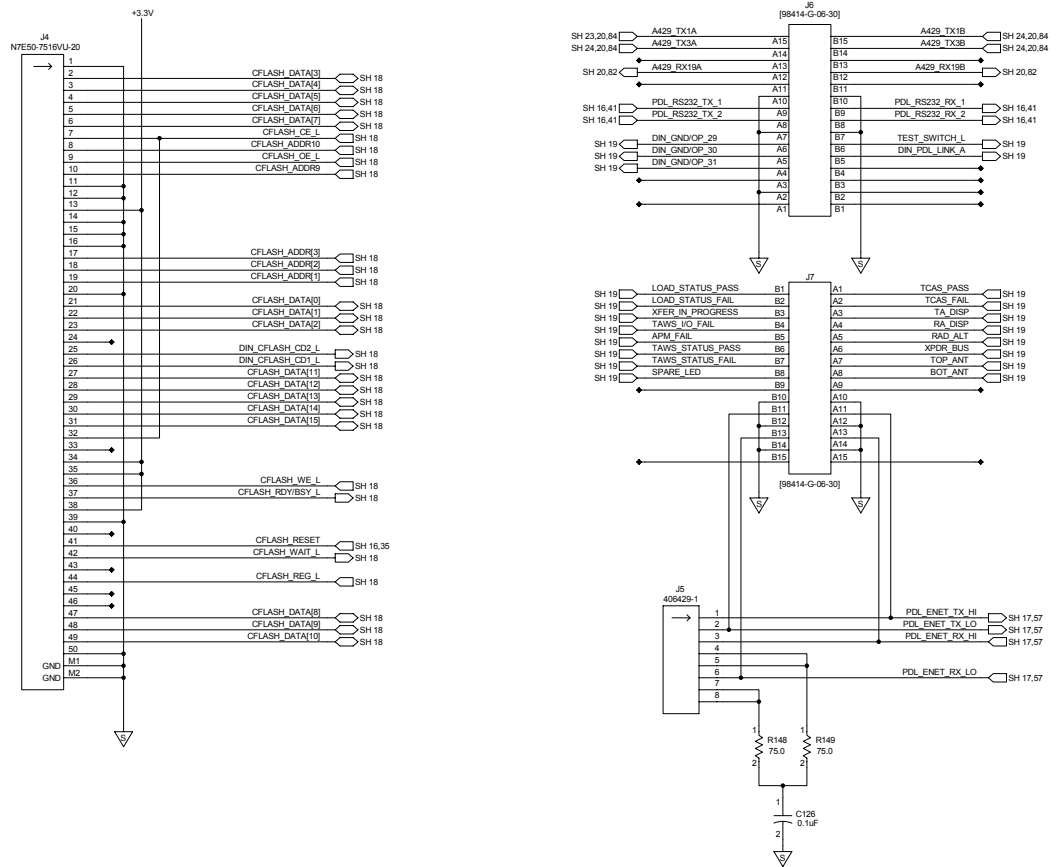 +3.3V
J4
N7E50-7516VU-20
1
2 CFLASH_DATA[3] SH 18
3 CFLASH_DATA[4] SH 18
4 CFLASH_DATA[5] SH 18
5 CFLASH_DATA[6] SH 18
6 CFLASH_DATA[7] SH 18
7 CFLASH_CE_L SH 18
8 CFLASH_ADDR10 SH 18
9 CFLASH_OE_L SH 18
10 CFLASH_ADDR9 SH 18
11
12
13
14
15
16
17 CFLASH_ADDR[3] SH 18
18 CFLASH_ADDR[2] SH 18
19 CFLASH_ADDR[1] SH 18
20
21 CFLASH_DATA[0] SH 18
22 CFLASH_DATA[1] SH 18
23 CFLASH_DATA[2] SH 18
24
25 DIN_CFLASH_CD2_L SH 18
26 DIN_CFLASH_CD1_L SH 18
27 CFLASH_DATA[11] SH 18
28 CFLASH_DATA[12] SH 18
29 CFLASH_DATA[13] SH 18
30 CFLASH_DATA[14] SH 18
31 CFLASH_DATA[15] SH 18
32
33
34
35
36 CFLASH_WE_L SH 18
37 CFLASH_RDY/BSY_L SH 18
38
39
40
41 CFLASH_RESET SH 16,35
42 CFLASH_WAIT_L SH 18
43
44 CFLASH_REG_L SH 18
45
46
47 CFLASH_DATA[8] SH 18
48 CFLASH_DATA[9] SH 18
49 CFLASH_DATA[10] SH 18
50
GND M1
GND M2
S
J6
[98414-G-06-30]
SH 23,20,84 A429_TX1A A15 B15 A429_TX1B SH 24,20,84
SH 24,20,84 A429_TX3A A14 B14 A429_TX3B SH 24,20,84
A13 B13
SH 20,82 A429_RX19A A12 B12 A429_RX19B SH 20,82
A11 B11
SH 16,41 PDL_RS232_TX_1 A10 B10 PDL_RS232_RX_1 SH 16,41
SH 16,41 PDL_RS232_TX_2 A9 B9 PDL_RS232_RX_2 SH 16,41
A8 B8
SH 19 DIN_GND/OP_29 A7 B7 TEST_SWITCH_L SH 19
SH 19 DIN_GND/OP_30 A6 B6 DIN_PDL_LINK_A SH 19
SH 19 DIN_GND/OP_31 A5 B5
A4 B4
A3 B3
A2 B2
A1 B1
S S
J7
SH 19 LOAD_STATUS_PASS B1 A1 TCAS_PASS SH 19
SH 19 LOAD_STATUS_FAIL B2 A2 TCAS_FAIL SH 19
SH 19 XFER_IN_PROGRESS B3 A3 TA_DISP SH 19
SH 19 TAWS_I/O_FAIL B4 A4 RA_DISP SH 19
SH 19 APM_FAIL B5 A5 RAD_ALT SH 19
SH 19 TAWS_STATUS_PASS B6 A6 XPDR_BUS SH 19
SH 19 TAWS_STATUS_FAIL B7 A7 TOP_ANT SH 19
SH 19 SPARE_LED B8 A8 BOT_ANT SH 19
B9 A9
B10 A10
B11 A11
B12 A12
B13 A13
B14 A14
B15 A15
[98414-G-06-30]
S S
J5
406429-1
1 PDL_ENET_TX_HI SH 17,57
2 PDL_ENET_TX_LO SH 17,57
3 PDL_ENET_RX_HI SH 17,57
4
5
6 PDL_ENET_RX_LO SH 17,57
7
8
1 R148 1 R149
75.0 75.0
2 2
1
C126
0.1uF
2
S